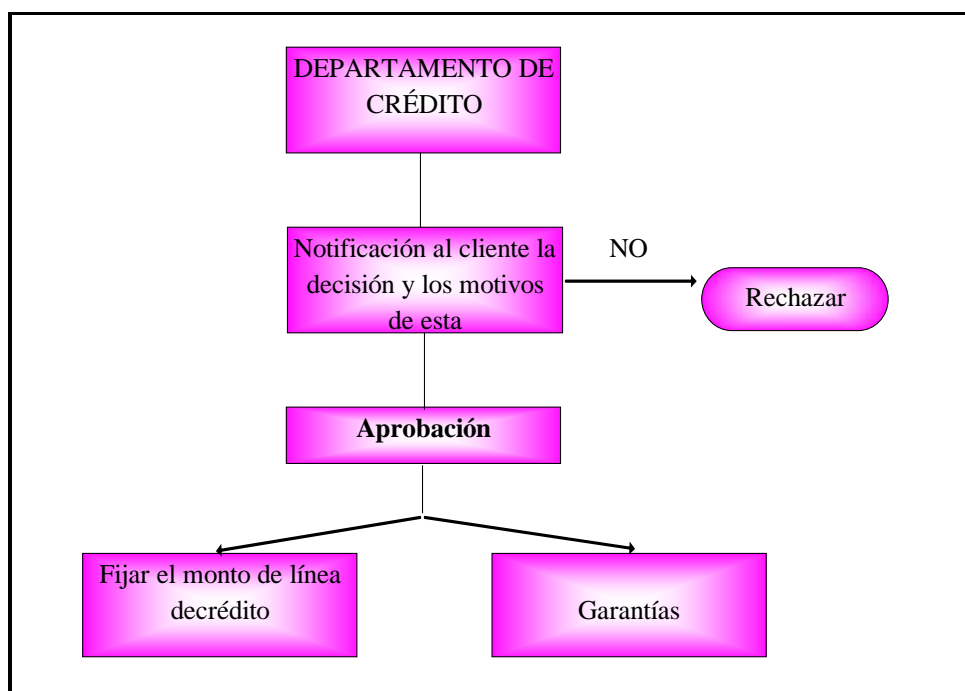 DEPARTAMENTO DE
CRÉDITO
Notificación al cliente la
decisión y los motivos
de esta
NO
Rechazar
Aprobación
Fijar el monto de línea
decrédito
Garantías